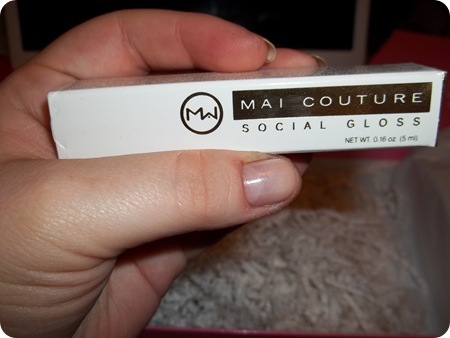 MW
MAI COUTURE
SOCIAL GLOSS
NET WT. 0.16 oz (5 ml)